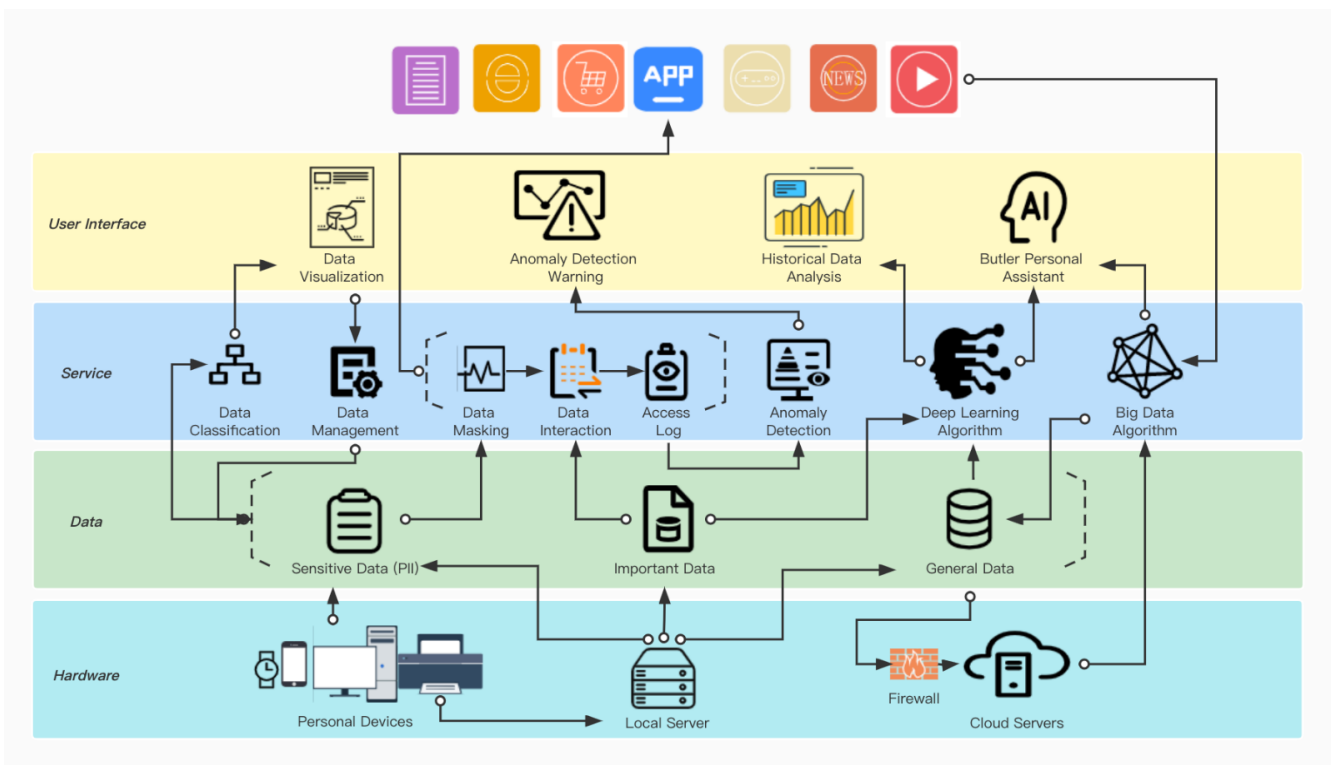 APP
NEWS
User Interface
Data
Visualization
Anomaly Detection
Warning
Historical Data
Analysis
AI
Butler Personal
Assistant
Service
Data
Classification
Data
Management
Data
Masking
Data
Interaction
Access
Log
Anomaly
Detection
Deep Learning
Algorithm
Big Data
Algorithm
Data
Sensitive Data (PII)
Important Data
General Data
Hardware
Personal Devices
Local Server
Firewall
Cloud Servers